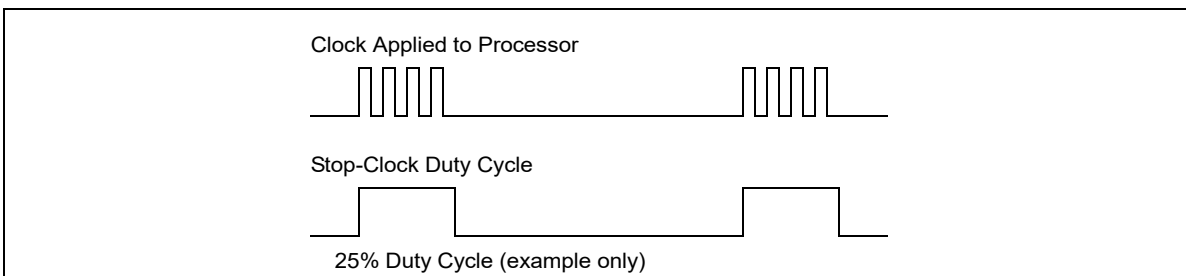 Clock Applied to Processor
Stop-Clock Duty Cycle
25% Duty Cycle (example only)